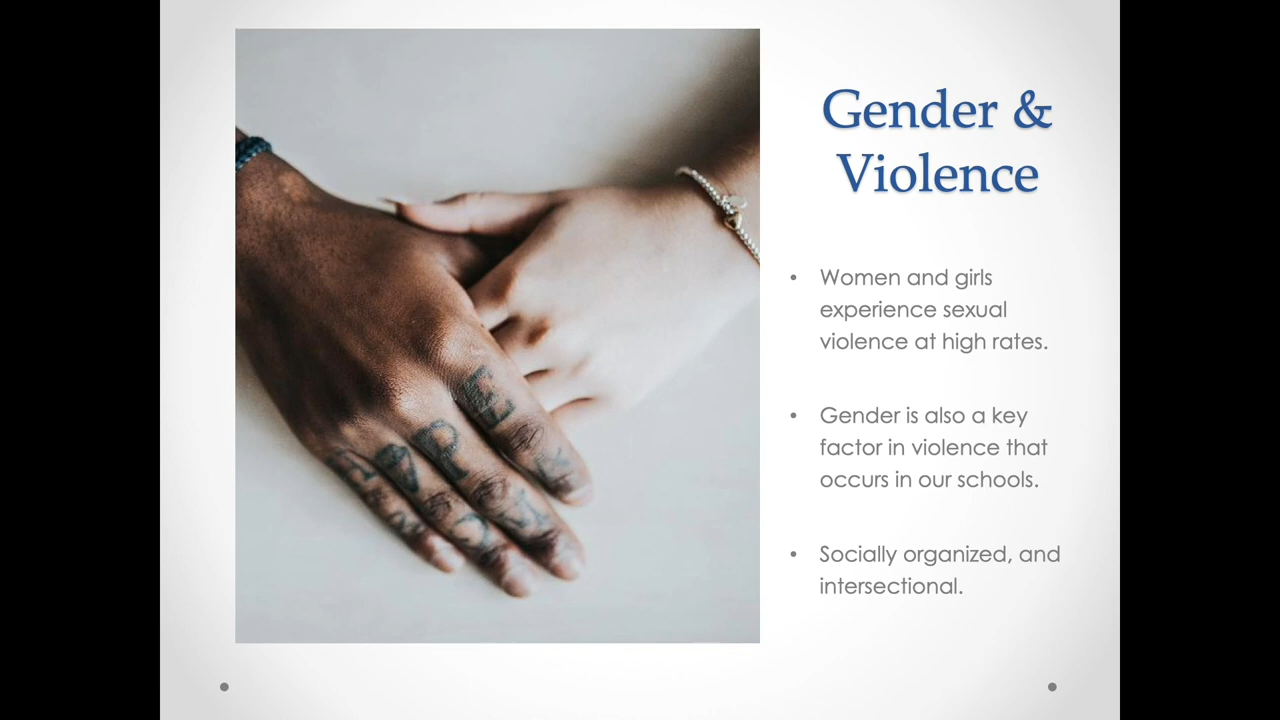 Gender &
Violence
• Women and girls
experience sexual
violence at high rates.
• Gender is also a key
factor in violence that
occurs in our schools.
• Socially organized, and
intersectional.